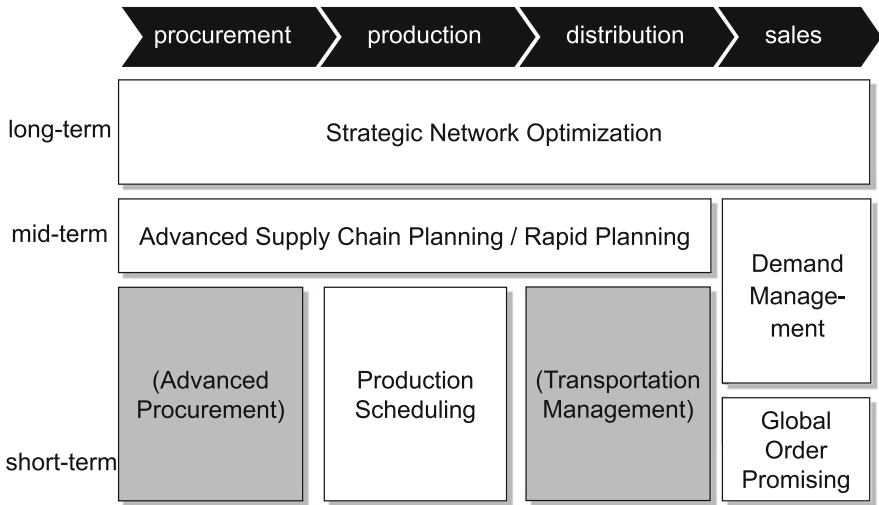 procurement
production
distribution
sales
long-term
Strategic Network Optimization
mid-term
Advanced Supply Chain Planning / Rapid Planning
Demand
Manage-
ment
(Advanced
Procurement)
Production
Scheduling
(Transportation
Management)
short-term
Global
Order
Promising